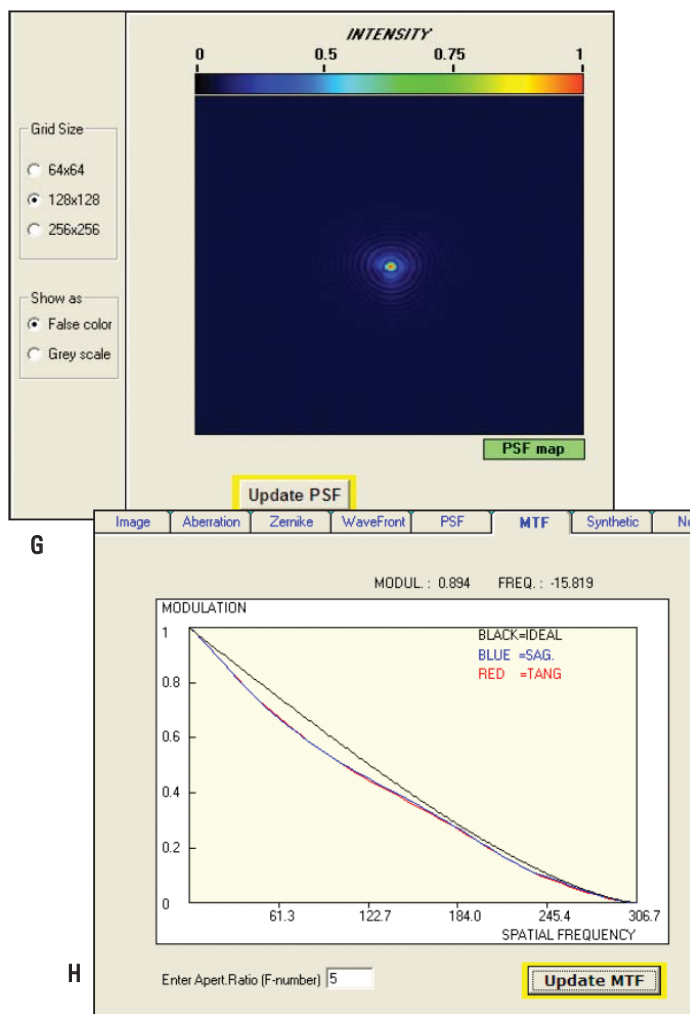 INTENSITY
0 0.5 0.75 1
Grid Size
64x64
128x128
256x256
Show as
False color
Grey scale
PSF map
Update PSF
G
Image Aberration Zernike WaveFront PSF MTF Synthetic
MODUL. : 0.894 FREQ. : -15.819
MODULATION
BLACK=IDEAL
BLUE =SAG.
RED =TANG
1
0.8
0.6
0.4
0.2
0
61.3 122.7 184.0 245.4 306.7
SPATIAL FREQUENCY
H
Enter Apert.Ratio (F-number) 5
Update MTF